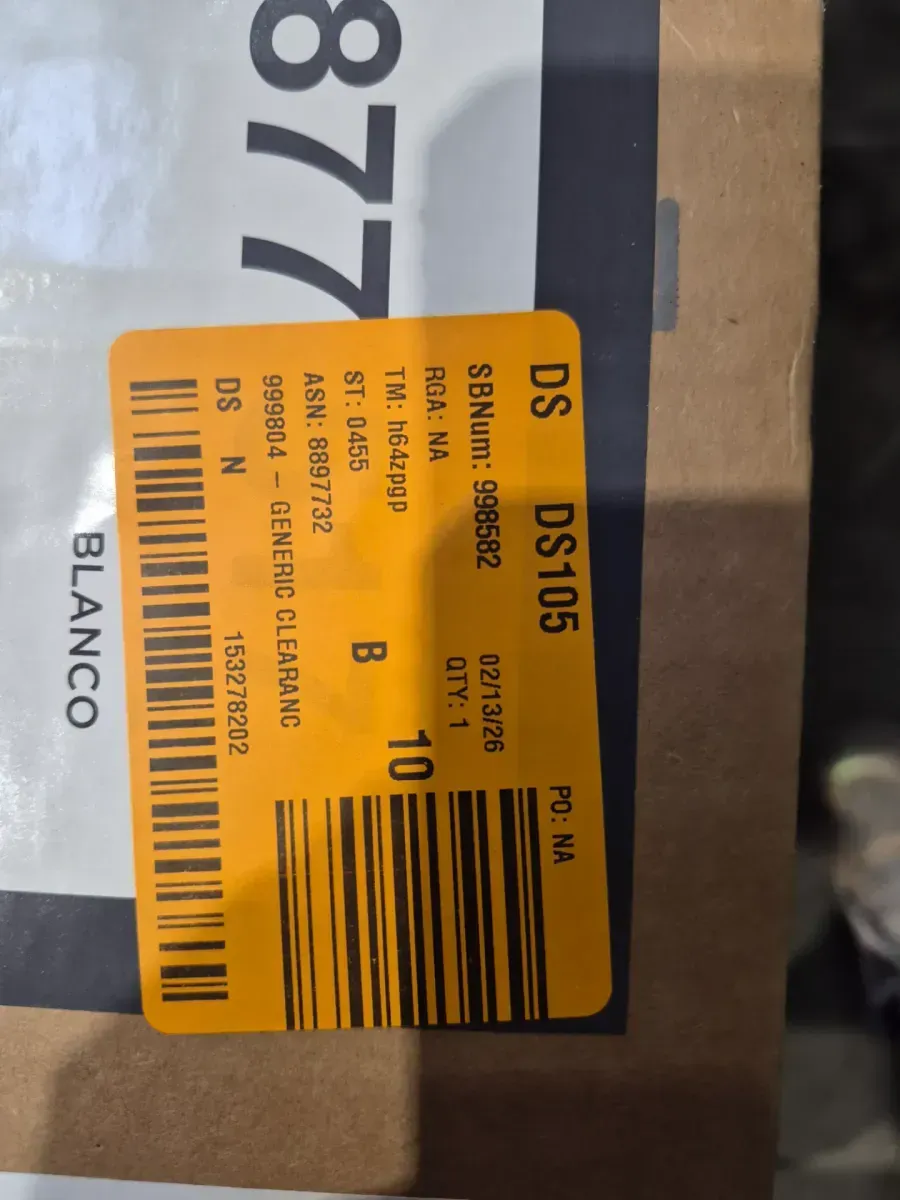 877
DS DS105 PO: NA
SBNum: 998582 02/13/26
RGA: NA QTY: 1
TM: h64zpgp 10
ST: 0455 B
ASN: 8897732
999804 – GENERIC CLEARANC
DS N 153278202
BLANCO